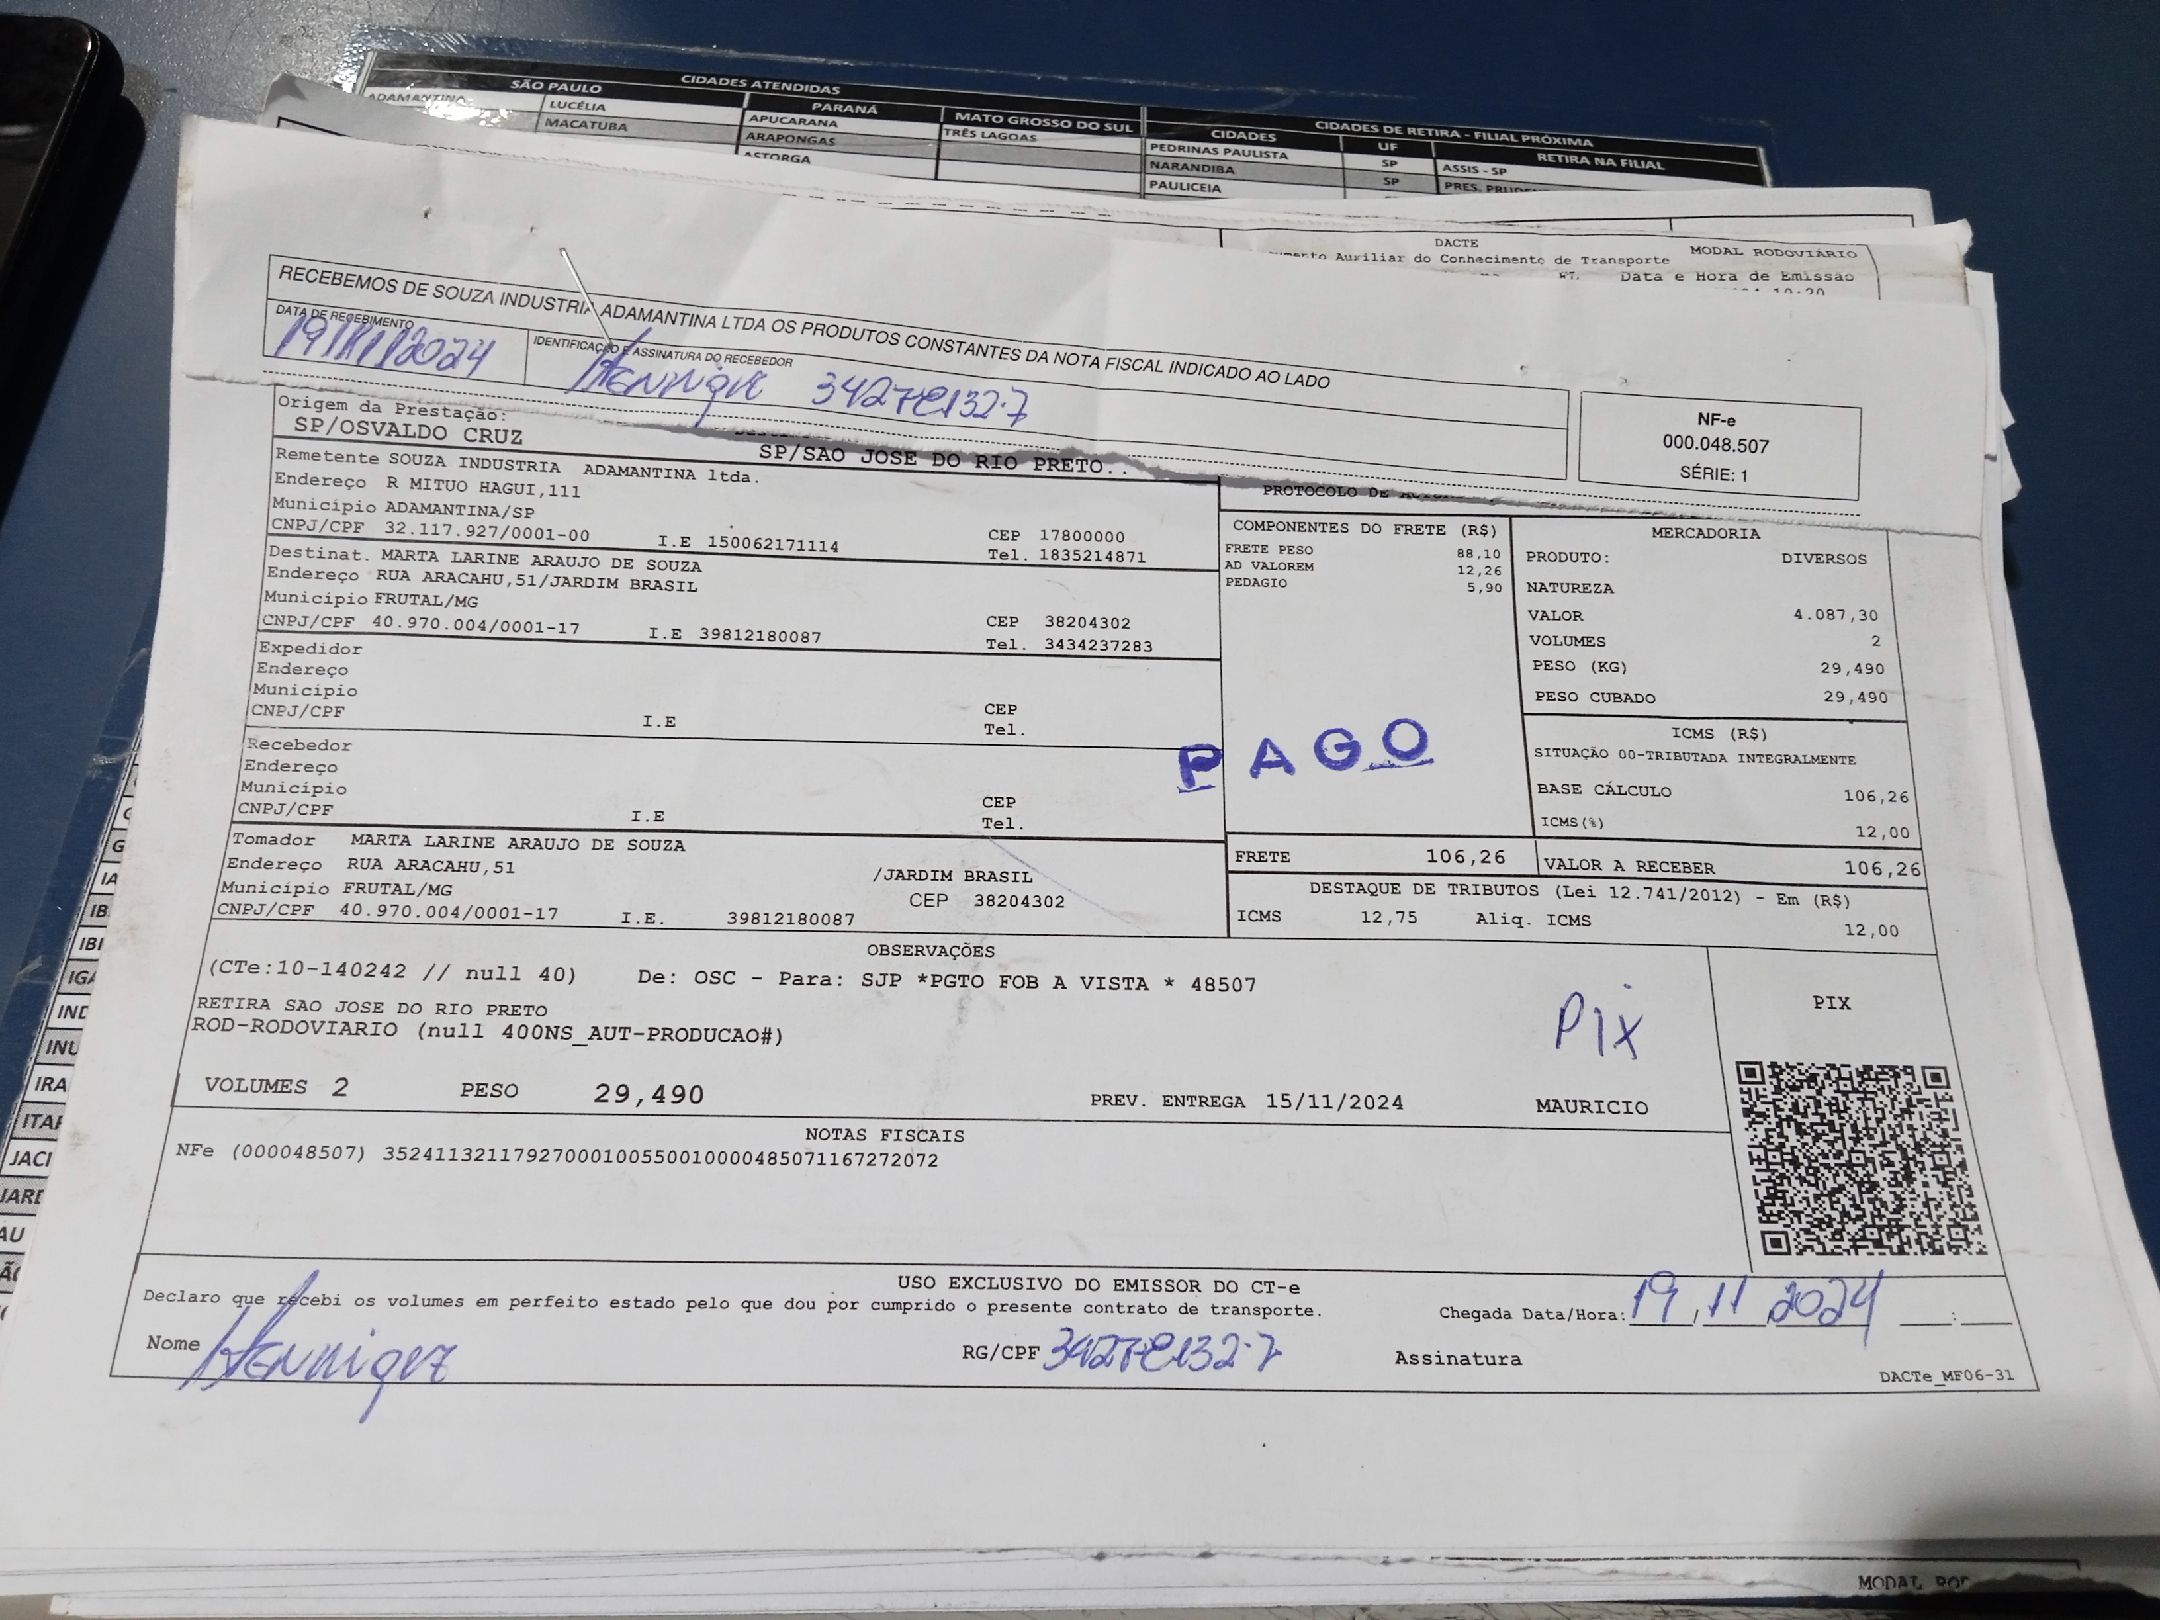 CIDADES ATENDIDAS
SÃO PAULO PARANÁ MATO GROSSO DO SUL
ADAMANTINA LUCÉLIA APUCARANA TRÊS LAGOAS
MACATUBA ARAPONGAS
ASTORGA
CIDADES DE RETIRA - FILIAL PRÓXIMA
CIDADES UF RETIRA NA FILIAL
PEDRINAS PAULISTA SP ASSIS - SP
NARANDIBA SP PRES.
PAULICEIA
DACTE MODAL RODOVIÁRIO
Auxiliar do Conhecimento de Transporte
Data e Hora de Emissão
RECEBEMOS DE SOUZA INDUSTRIA ADAMANTINA LTDA OS PRODUTOS CONSTANTES DA NOTA FISCAL INDICADO AO LADO
DATA DE RECEBIMENTO IDENTIFICAÇÃO E ASSINATURA DO RECEBEDOR
19/11/2024
NF-e
000.048.507
SÉRIE: 1
Origem da Prestação:
SP/OSVALDO CRUZ
SP/SAO JOSE DO RIO PRETO..
Remetente SOUZA INDUSTRIA ADAMANTINA ltda.
Endereço R MITUO HAGUI,111
Município ADAMANTINA/SP CEP 17800000
CNPJ/CPF 32.117.927/0001-00 I.E 150062171114 Tel. 1835214871
Destinat. MARTA LARINE ARAUJO DE SOUZA
Endereço RUA ARACAHU,51/JARDIM BRASIL
Município FRUTAL/MG CEP 38204302
CNPJ/CPF 40.970.004/0001-17 I.E 39812180087 Tel. 3434237283
Expedidor
Endereço
Município CEP
CNPJ/CPF I.E Tel.
Recebedor
Endereço
Município CEP
CNPJ/CPF I.E Tel.
Tomador MARTA LARINE ARAUJO DE SOUZA
Endereço RUA ARACAHU,51 /JARDIM BRASIL
Município FRUTAL/MG CEP 38204302
CNPJ/CPF 40.970.004/0001-17 I.E. 39812180087
PROTOCOLO DE
COMPONENTES DO FRETE (R$)
FRETE PESO 88,10
AD VALOREM 12,26
PEDAGIO 5,90
PAGO
MERCADORIA
PRODUTO: DIVERSOS
NATUREZA
VALOR 4.087,30
VOLUMES 2
PESO (KG) 29,490
PESO CUBADO 29,490
ICMS (R$)
SITUAÇÃO 00-TRIBUTADA INTEGRALMENTE
BASE CÁLCULO 106,26
ICMS(%) 12,00
FRETE 106,26 VALOR A RECEBER 106,26
DESTAQUE DE TRIBUTOS (Lei 12.741/2012) - Em (R$)
ICMS 12,75 Aliq. ICMS 12,00
OBSERVAÇÕES
(CTe:10-140242 // null 40) De: OSC - Para: SJP *PGTO FOB A VISTA * 48507
RETIRA SAO JOSE DO RIO PRETO
ROD-RODOVIARIO (null 400NS_AUT-PRODUCAO#)
Pix
PIX
VOLUMES 2 PESO 29,490 PREV. ENTREGA 15/11/2024 MAURICIO
NOTAS FISCAIS
NFe (000048507) 35241132117927000100550010000485071167272072
USO EXCLUSIVO DO EMISSOR DO CT-e
Declaro que recebi os volumes em perfeito estado pelo que dou por cumprido o presente contrato de transporte.
Chegada Data/Hora: 19 , 11 2024 :
Nome RG/CPF Assinatura
DACTe_MF06-31
MODAL